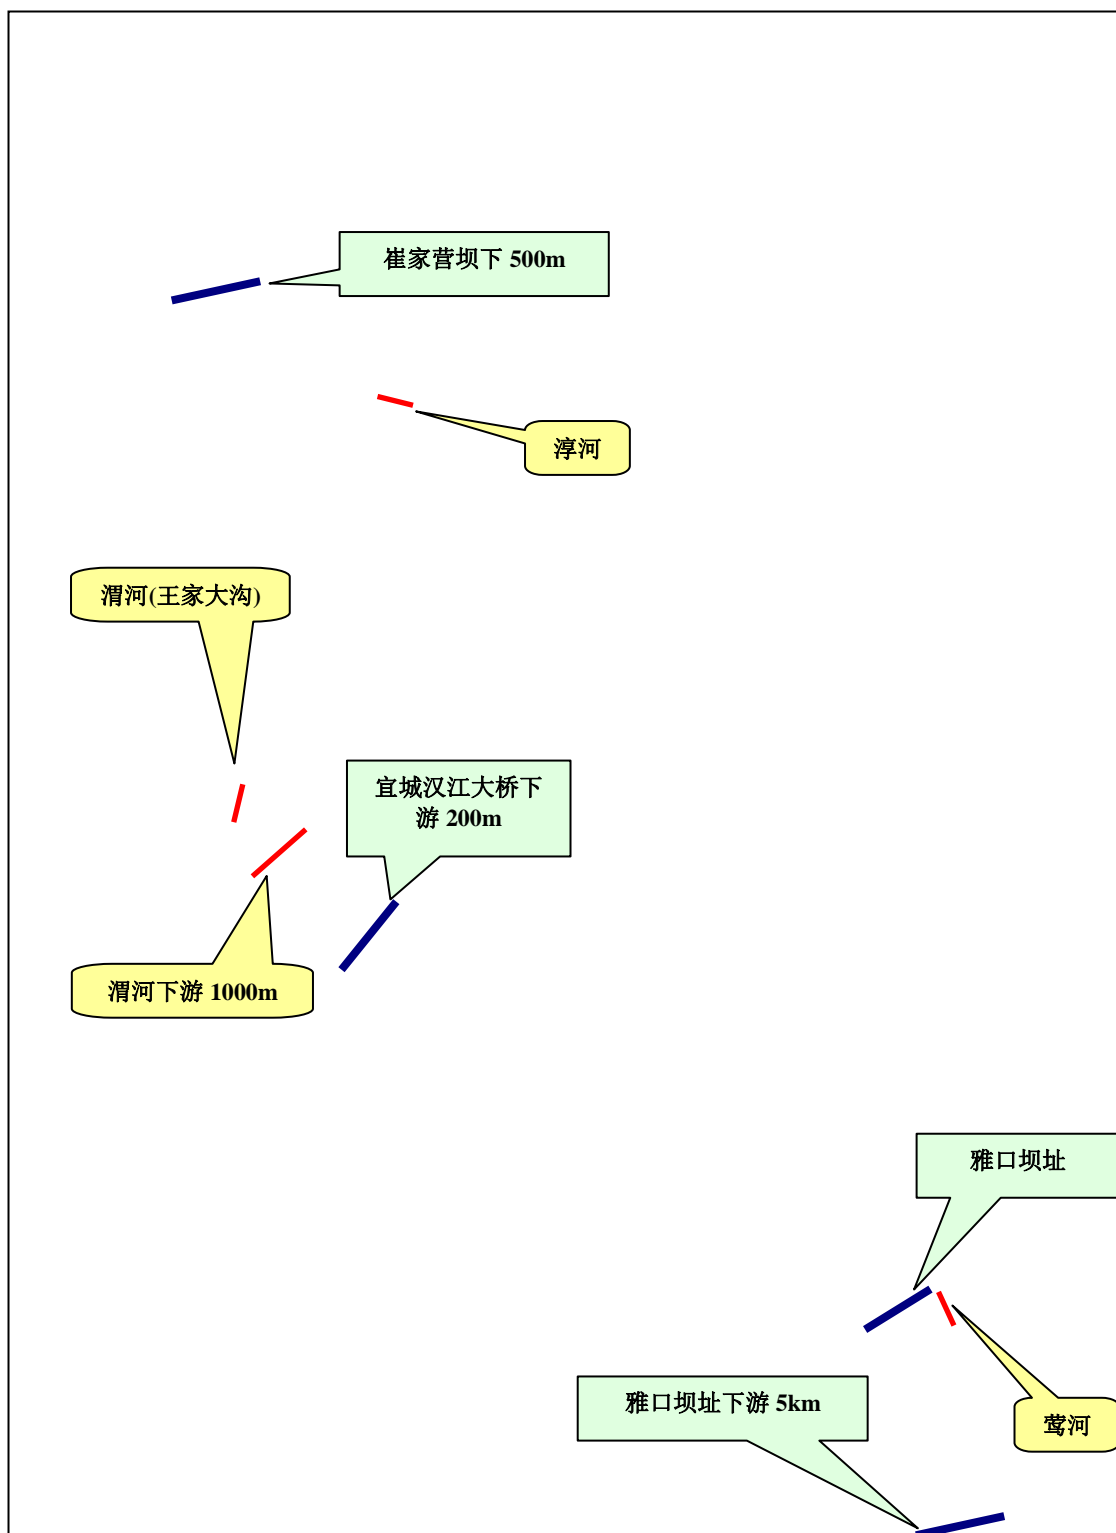 崔家营坝下 500m
淳河
渭河(王家大沟)
宜城汉江大桥下
游 200m
渭河下游 1000m
雅口坝址
雅口坝址下游 5km
莺河